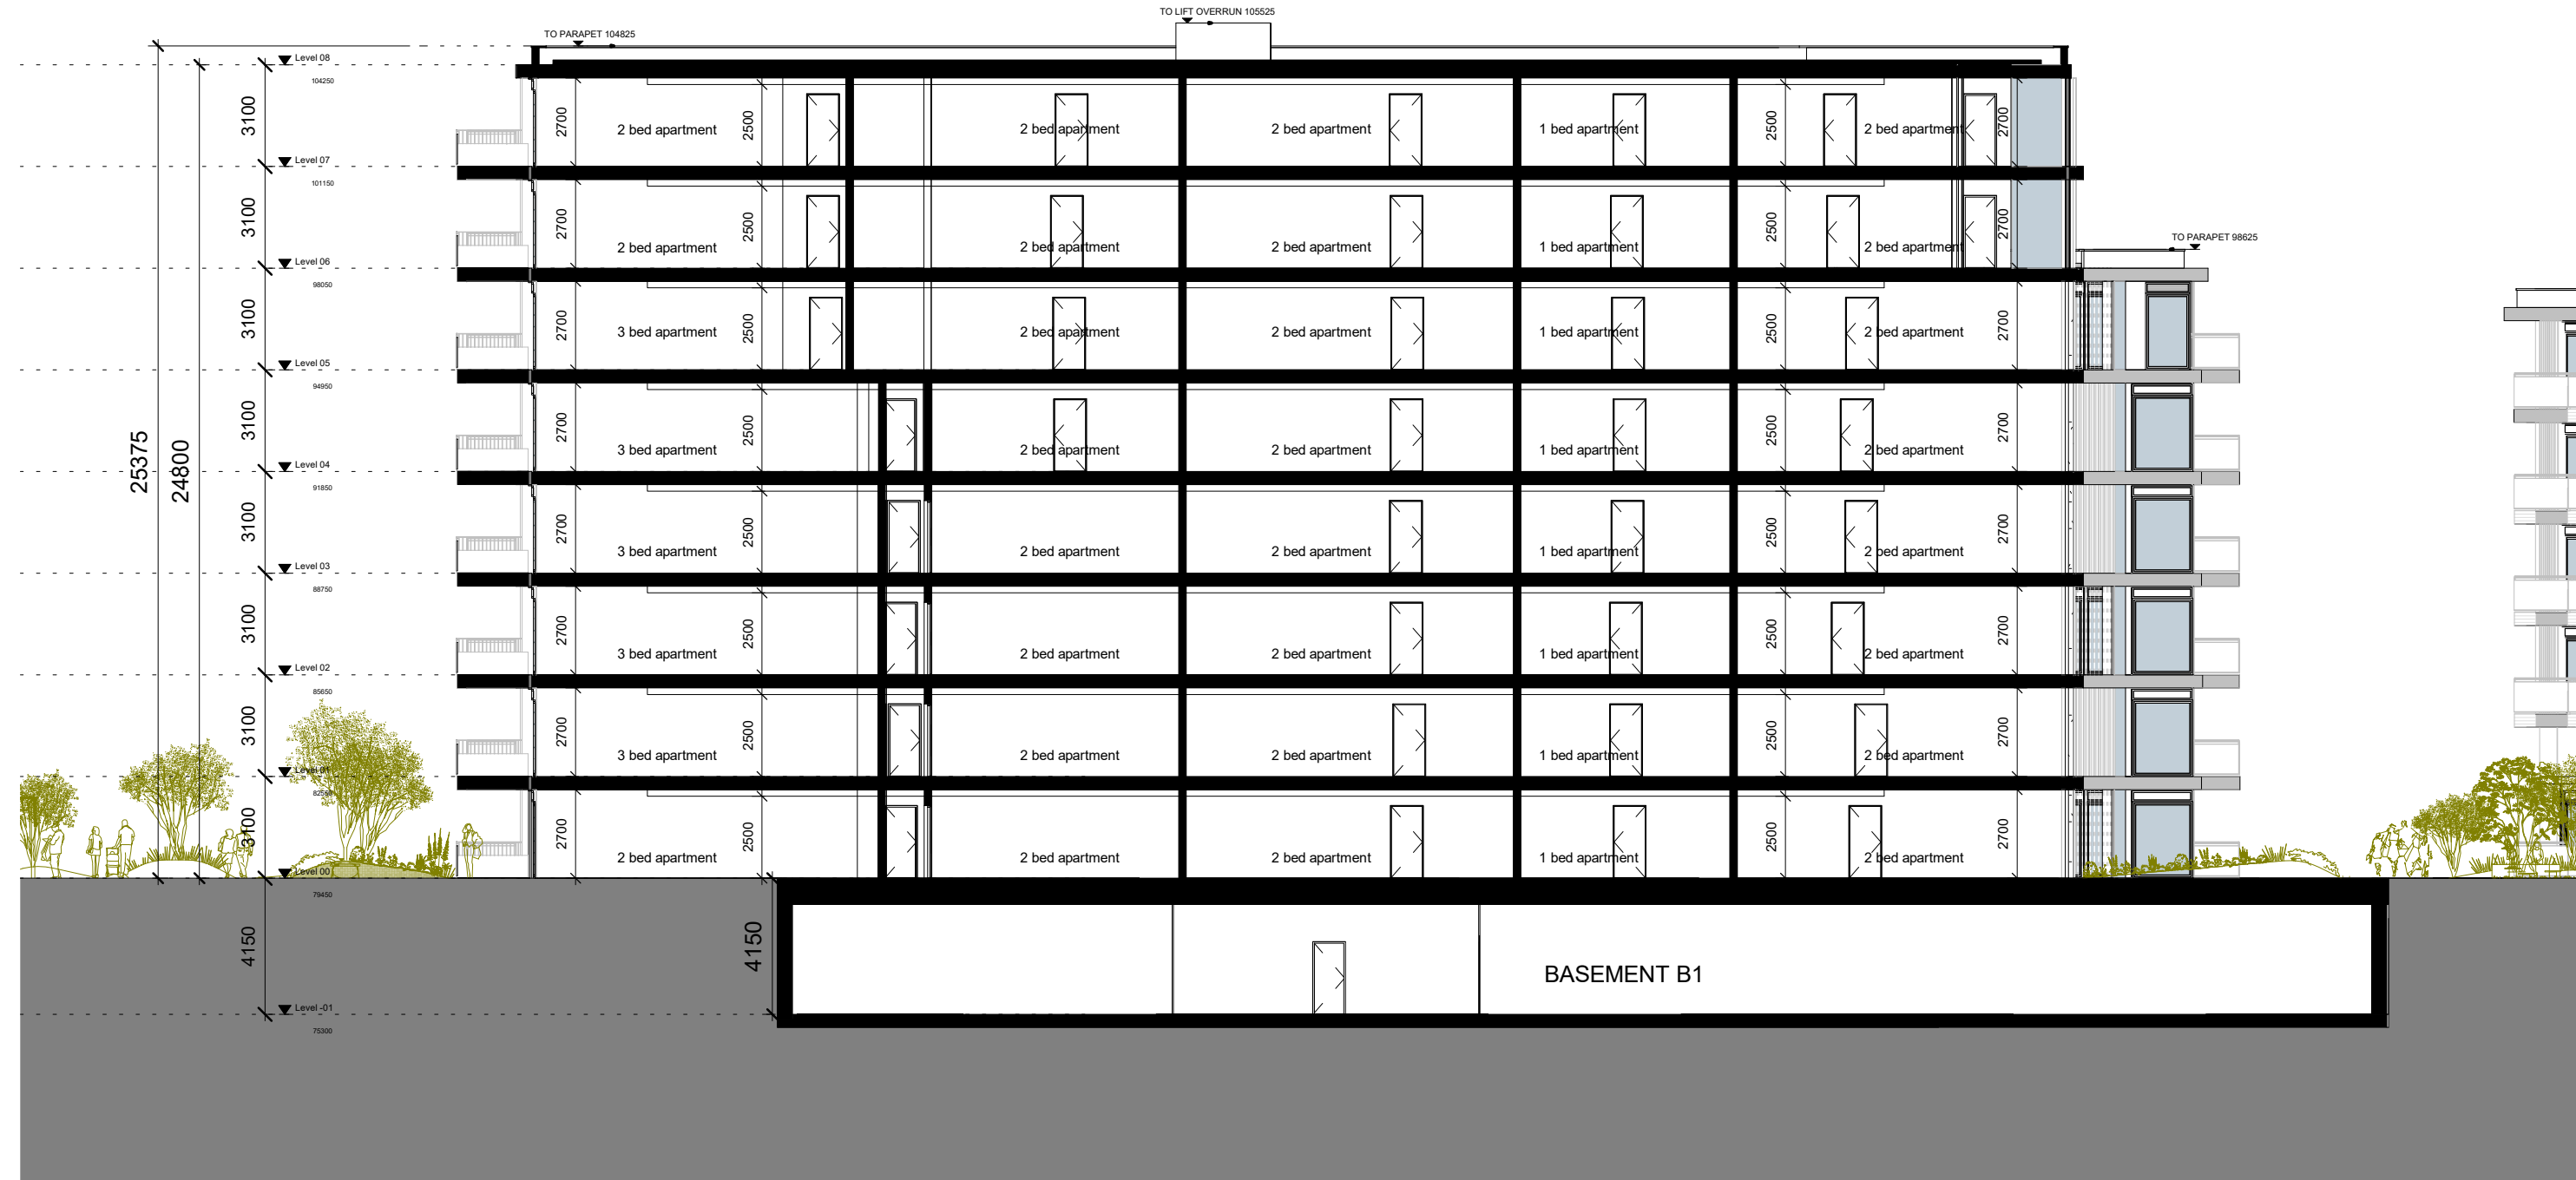 TO LIFT OVERRUN 105525
TO PARAPET 104825
Level 08
104250
3100
2700
2 bed apartment
2500
2 bed apartment
2 bed apartment
1 bed apartment
2500
2 bed apartment
2700
Level 07
101150
3100
2700
2 bed apartment
2500
2 bed apartment
2 bed apartment
1 bed apartment
2500
2 bed apartment
2700
TO PARAPET 98625
Level 06
98050
3100
2700
3 bed apartment
2500
2 bed apartment
2 bed apartment
1 bed apartment
2500
2 bed apartment
2700
Level 05
94950
25375
24800
3100
2700
3 bed apartment
2500
2 bed apartment
2 bed apartment
1 bed apartment
2500
2 bed apartment
2700
Level 04
91850
3100
2700
3 bed apartment
2500
2 bed apartment
2 bed apartment
1 bed apartment
2500
2 bed apartment
2700
Level 03
88750
3100
2700
3 bed apartment
2500
2 bed apartment
2 bed apartment
1 bed apartment
2500
2 bed apartment
2700
Level 02
85650
3100
2700
3 bed apartment
2500
2 bed apartment
2 bed apartment
1 bed apartment
2500
2 bed apartment
2700
Level 01
82550
3100
2700
2 bed apartment
2500
2 bed apartment
2 bed apartment
1 bed apartment
2500
2 bed apartment
2700
Level 00
79450
4150
4150
BASEMENT B1
Level -01
75300